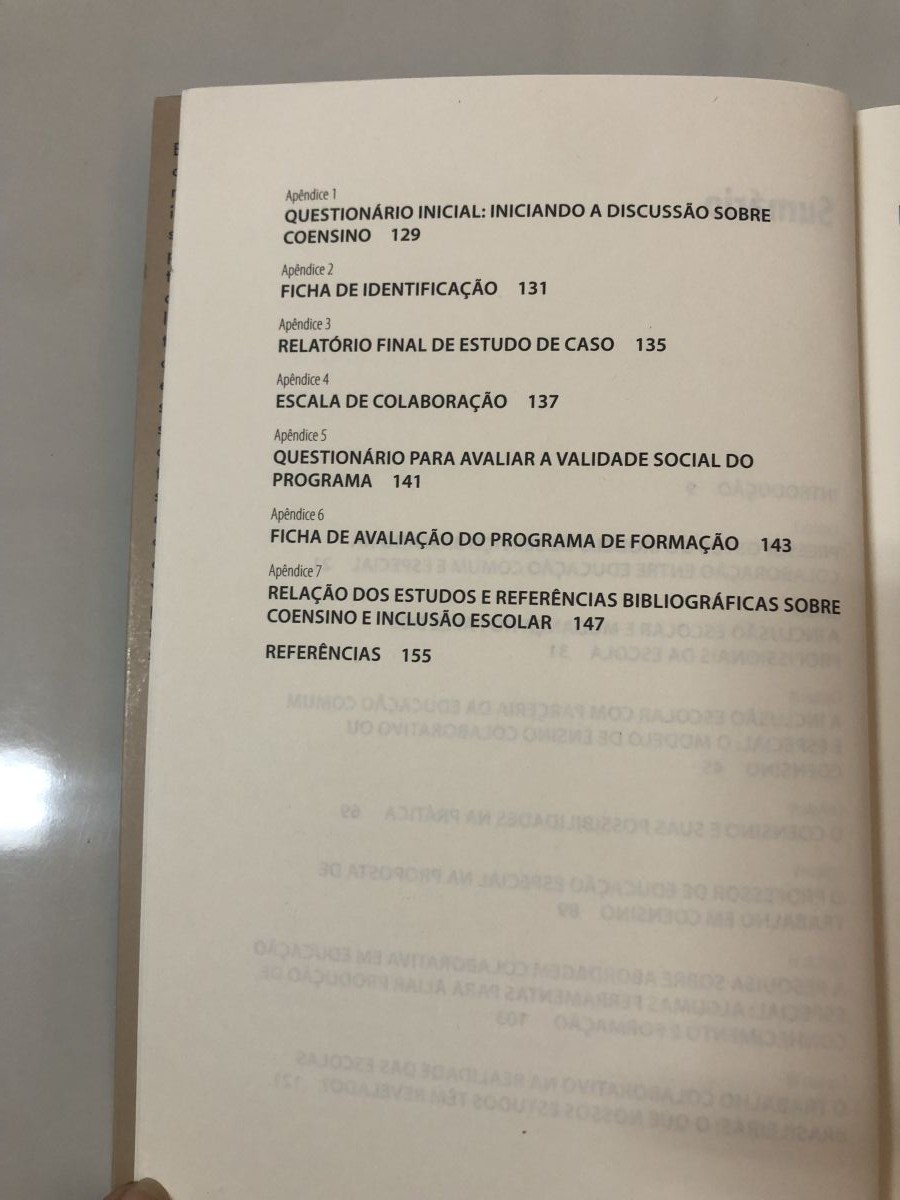 Apêndice 1
QUESTIONÁRIO INICIAL: INICIANDO A DISCUSSÃO SOBRE
COENSINO 129
Apêndice 2
FICHA DE IDENTIFICAÇÃO 131
Apêndice 3
RELATÓRIO FINAL DE ESTUDO DE CASO 135
Apêndice 4
ESCALA DE COLABORAÇÃO 137
Apêndice 5
QUESTIONÁRIO PARA AVALIAR A VALIDADE SOCIAL DO
PROGRAMA 141
Apêndice 6
FICHA DE AVALIAÇÃO DO PROGRAMA DE FORMAÇÃO 143
Apêndice 7
RELAÇÃO DOS ESTUDOS E REFERÊNCIAS BIBLIOGRÁFICAS SOBRE
COENSINO E INCLUSÃO ESCOLAR 147
REFERÊNCIAS 155